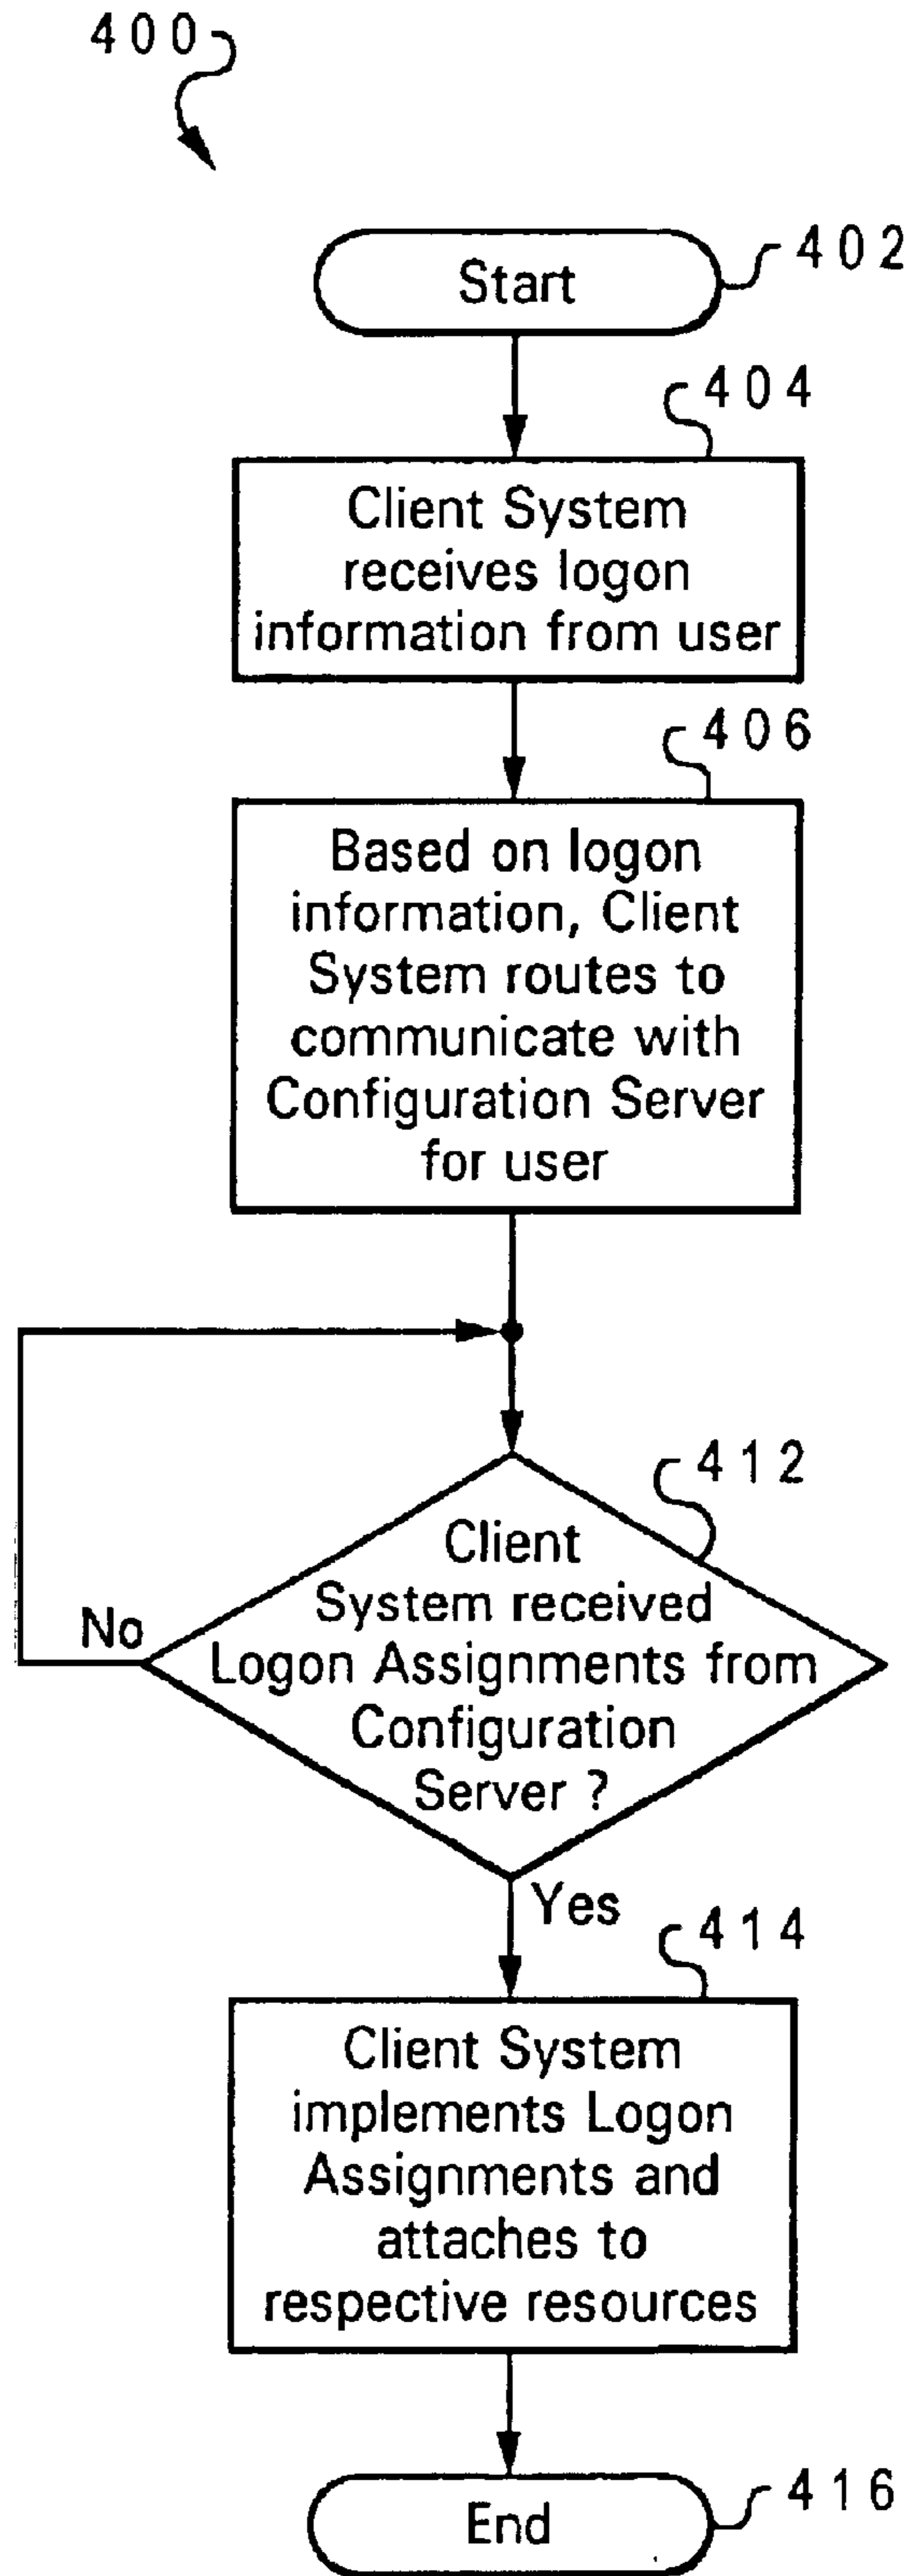 400
402
Start
404
Client System
receives logon
information from user
406
Based on logon
information, Client
System routes to
communicate with
Configuration Server
for user
412
Client
System received
Logon Assignments from
Configuration
Server ?
No
Yes
414
Client System
implements Logon
Assignments and
attaches to
respective resources
416
End